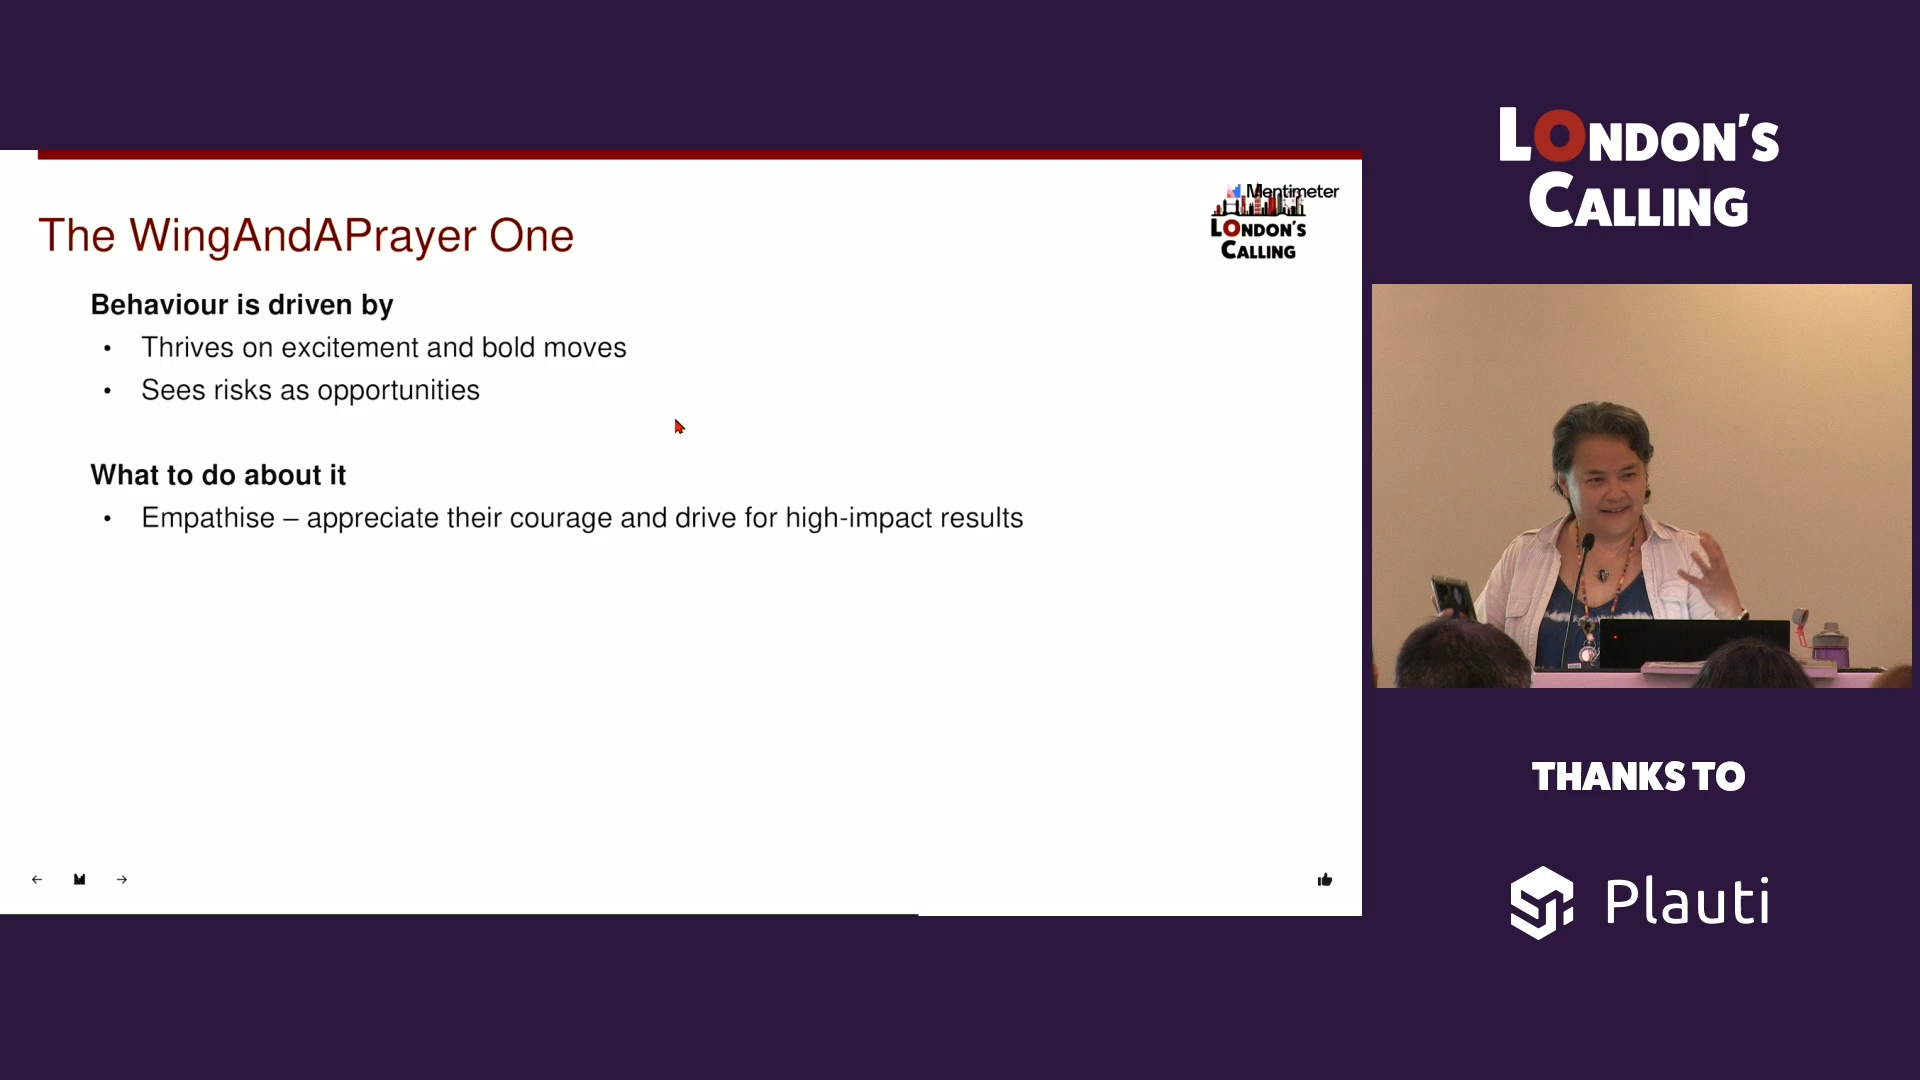 The WingAndAPrayer One
Mentimeter
LONDON'S
CALLING
Behaviour is driven by
• Thrives on excitement and bold moves
• Sees risks as opportunities
What to do about it
• Empathise – appreciate their courage and drive for high-impact results
LONDON'S
CALLING
THANKS TO
Plauti